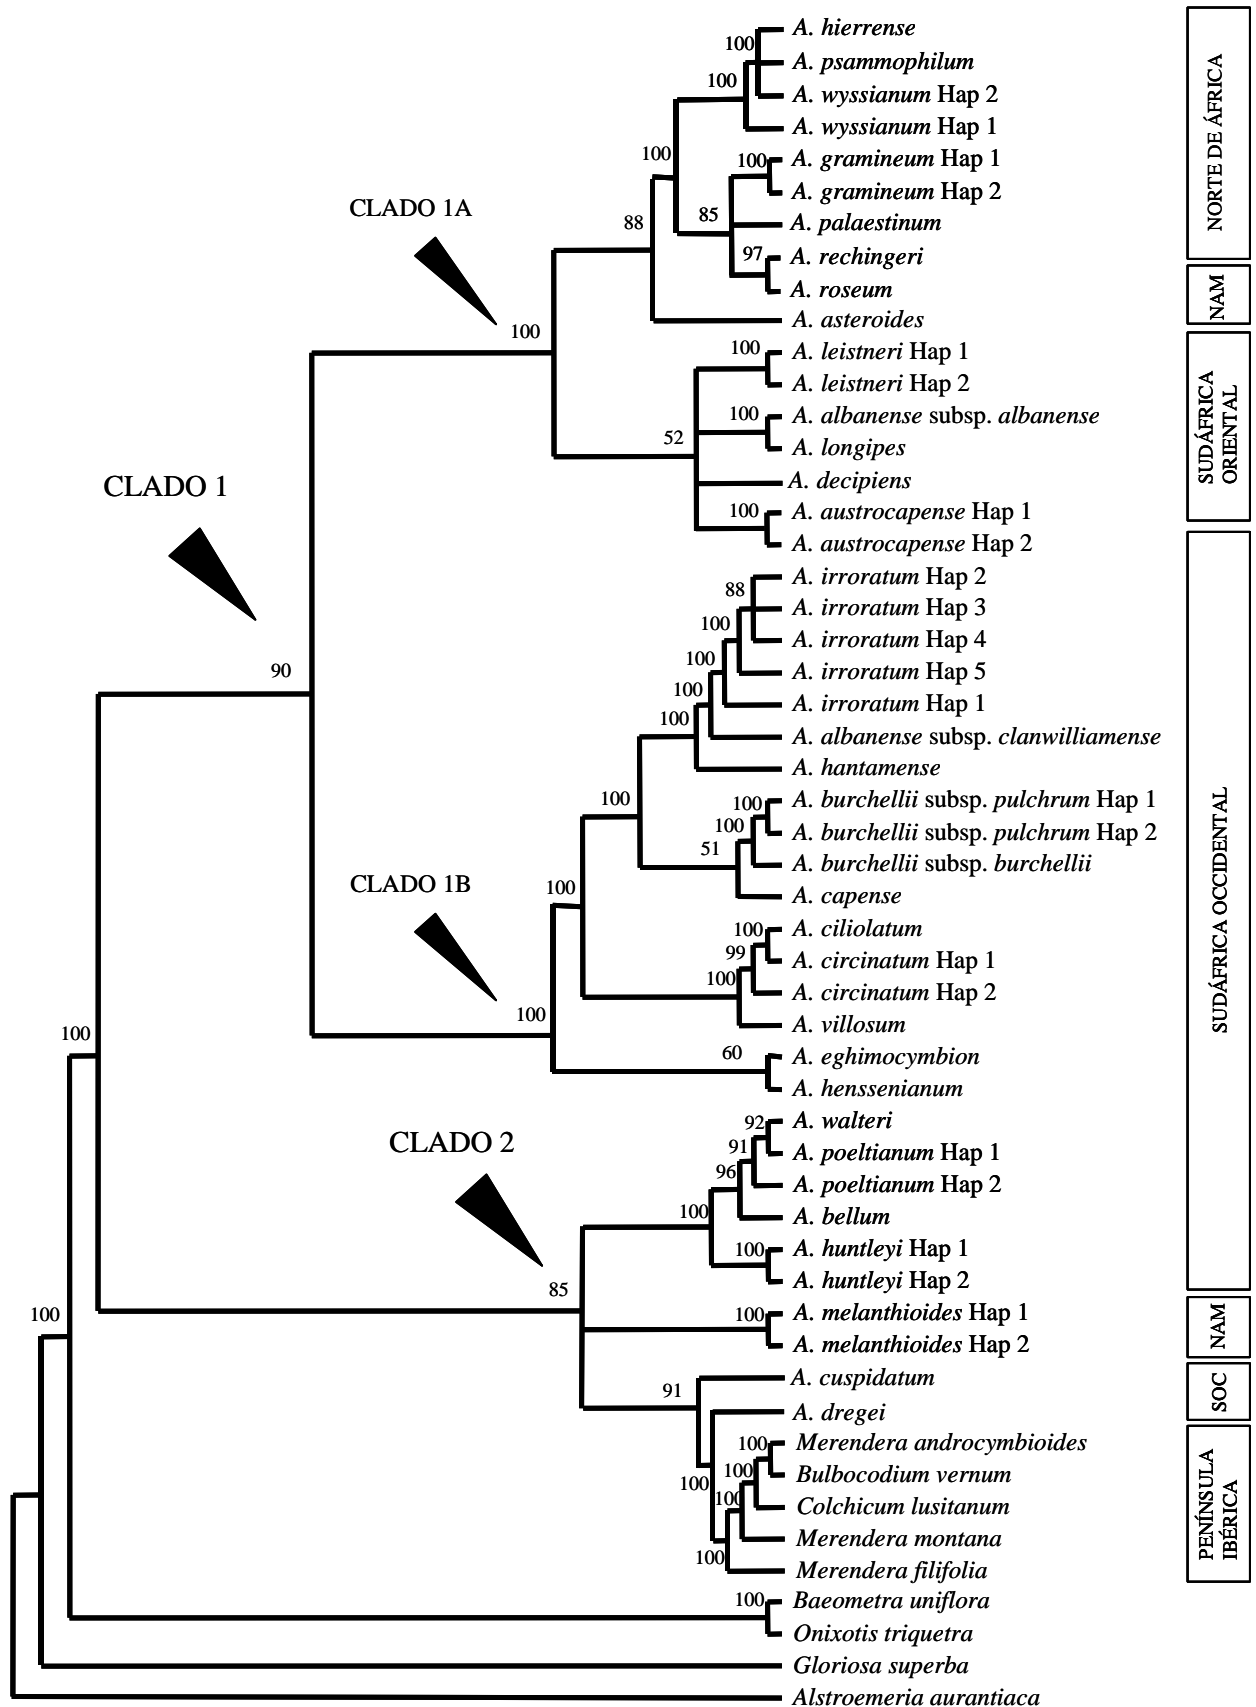 A. hierrense
100
A. psammophilum
100
A. wyssianum Hap 2
A. wyssianum Hap 1
100
A. gramineum Hap 1
100
A. gramineum Hap 2
CLADO 1A
88
85
A. palaestinum
97
A. rechingeri
A. roseum
NORTE DE ÁFRICA
NAM
100
A. asteroides
100
A. leistneri Hap 1
A. leistneri Hap 2
100
A. albanense subsp. albanense
52
A. longipes
A. decipiens
SUDÁFRICA
ORIENTAL
CLADO 1
100
A. austrocapense Hap 1
A. austrocapense Hap 2
A. irroratum Hap 2
88
A. irroratum Hap 3
100
A. irroratum Hap 4
100
A. irroratum Hap 5
90
100
A. irroratum Hap 1
100
A. albanense subsp. clanwilliamense
A. hantamense
100
100
A. burchellii subsp. pulchrum Hap 1
100
A. burchellii subsp. pulchrum Hap 2
51
A. burchellii subsp. burchellii
CLADO 1B
100
A. capense
100
A. ciliolatum
99
A. circinatum Hap 1
100
A. circinatum Hap 2
100
A. villosum
SUDÁFRICA OCCIDENTAL
100
60
A. eghimocymbion
A. henssenianum
CLADO 2
92
A. walteri
91
A. poeltianum Hap 1
96
A. poeltianum Hap 2
100
A. bellum
100
A. huntleyi Hap 1
A. huntleyi Hap 2
85
100
100
A. melanthioides Hap 1
A. melanthioides Hap 2
NAM
91
A. cuspidatum
A. dregei
SOC
100
Merendera androcymbioides
100
Bulbocodium vernum
100
100
Colchicum lusitanum
Merendera montana
100
Merendera filifolia
PENÍNSULA
IBÉRICA
100
Baeometra uniflora
Onixotis triquetra
Gloriosa superba
Alstroemeria aurantiaca